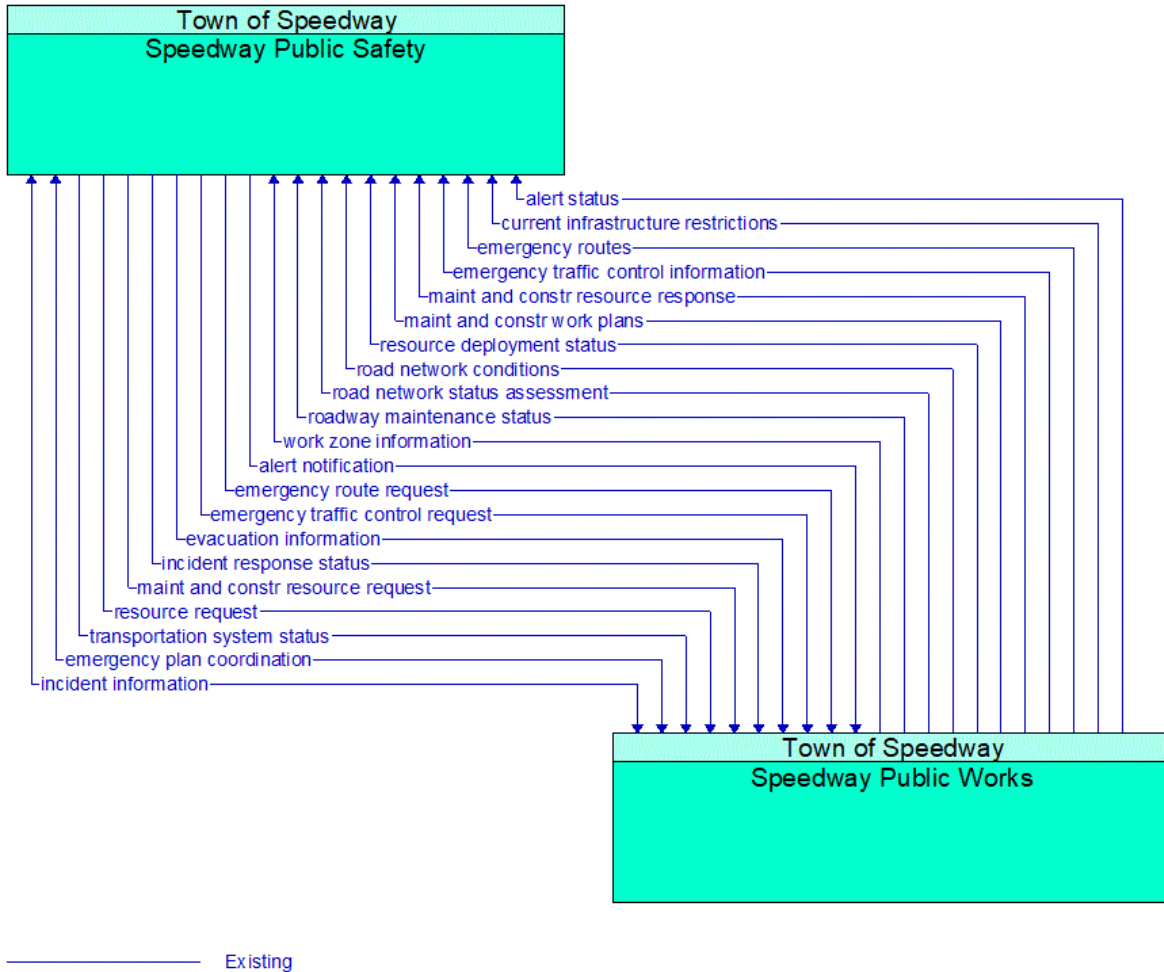 Town of Speedway
Speedway Public Safety
alert status
current infrastructure restrictions
emergency routes
emergency traffic control information
maint and constr resource response
maint and constr work plans
resource deployment status
road network conditions
road network status assessment
roadway maintenance status
work zone information
alert notification
emergency route request
emergency traffic control request
evacuation information
incident response status
maint and constr resource request
resource request
transportation system status
emergency plan coordination
incident information
Town of Speedway
Speedway Public Works
Existing